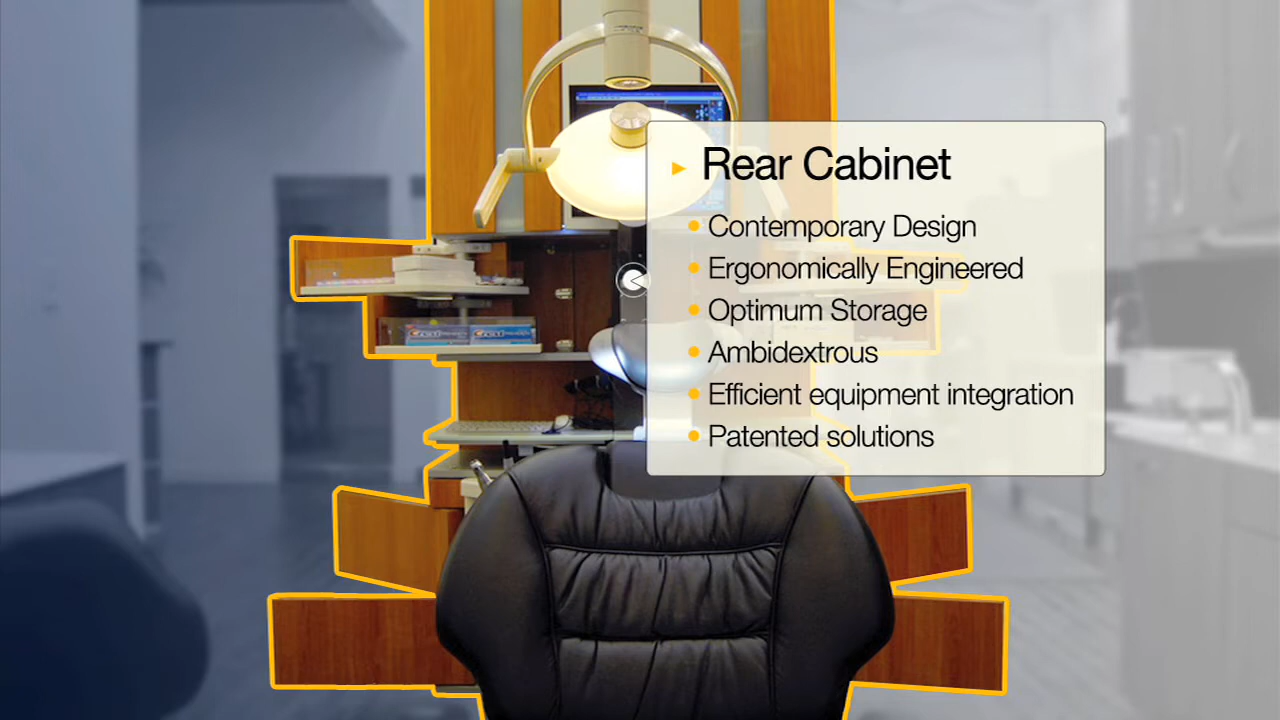 Rear Cabinet
Contemporary Design
Ergonomically Engineered
Optimum Storage
Ambidextrous
Efficient equipment integration
Patented solutions